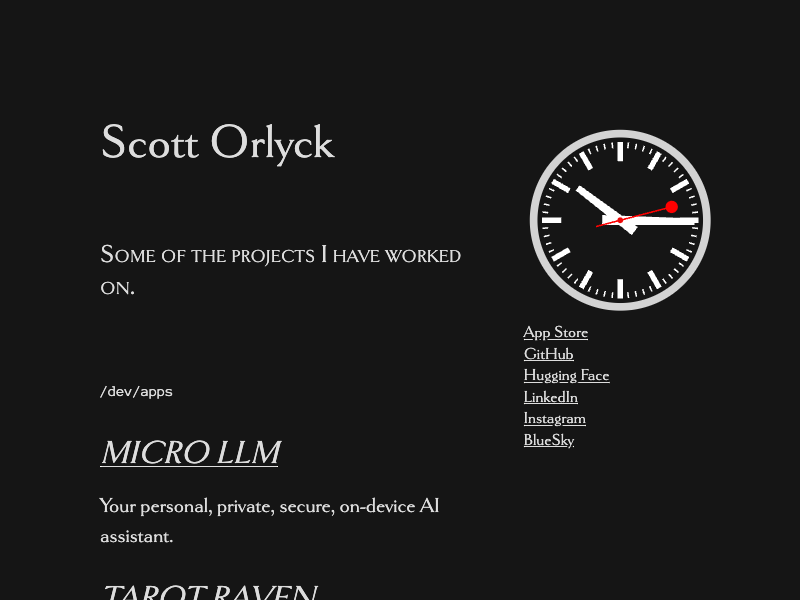 Scott Orlyck
Some of the projects I have worked
on.
/dev/apps
MICRO LLM
Your personal, private, secure, on-device AI
assistant.
TAROT RAVEN
App Store
GitHub
Hugging Face
LinkedIn
Instagram
BlueSky